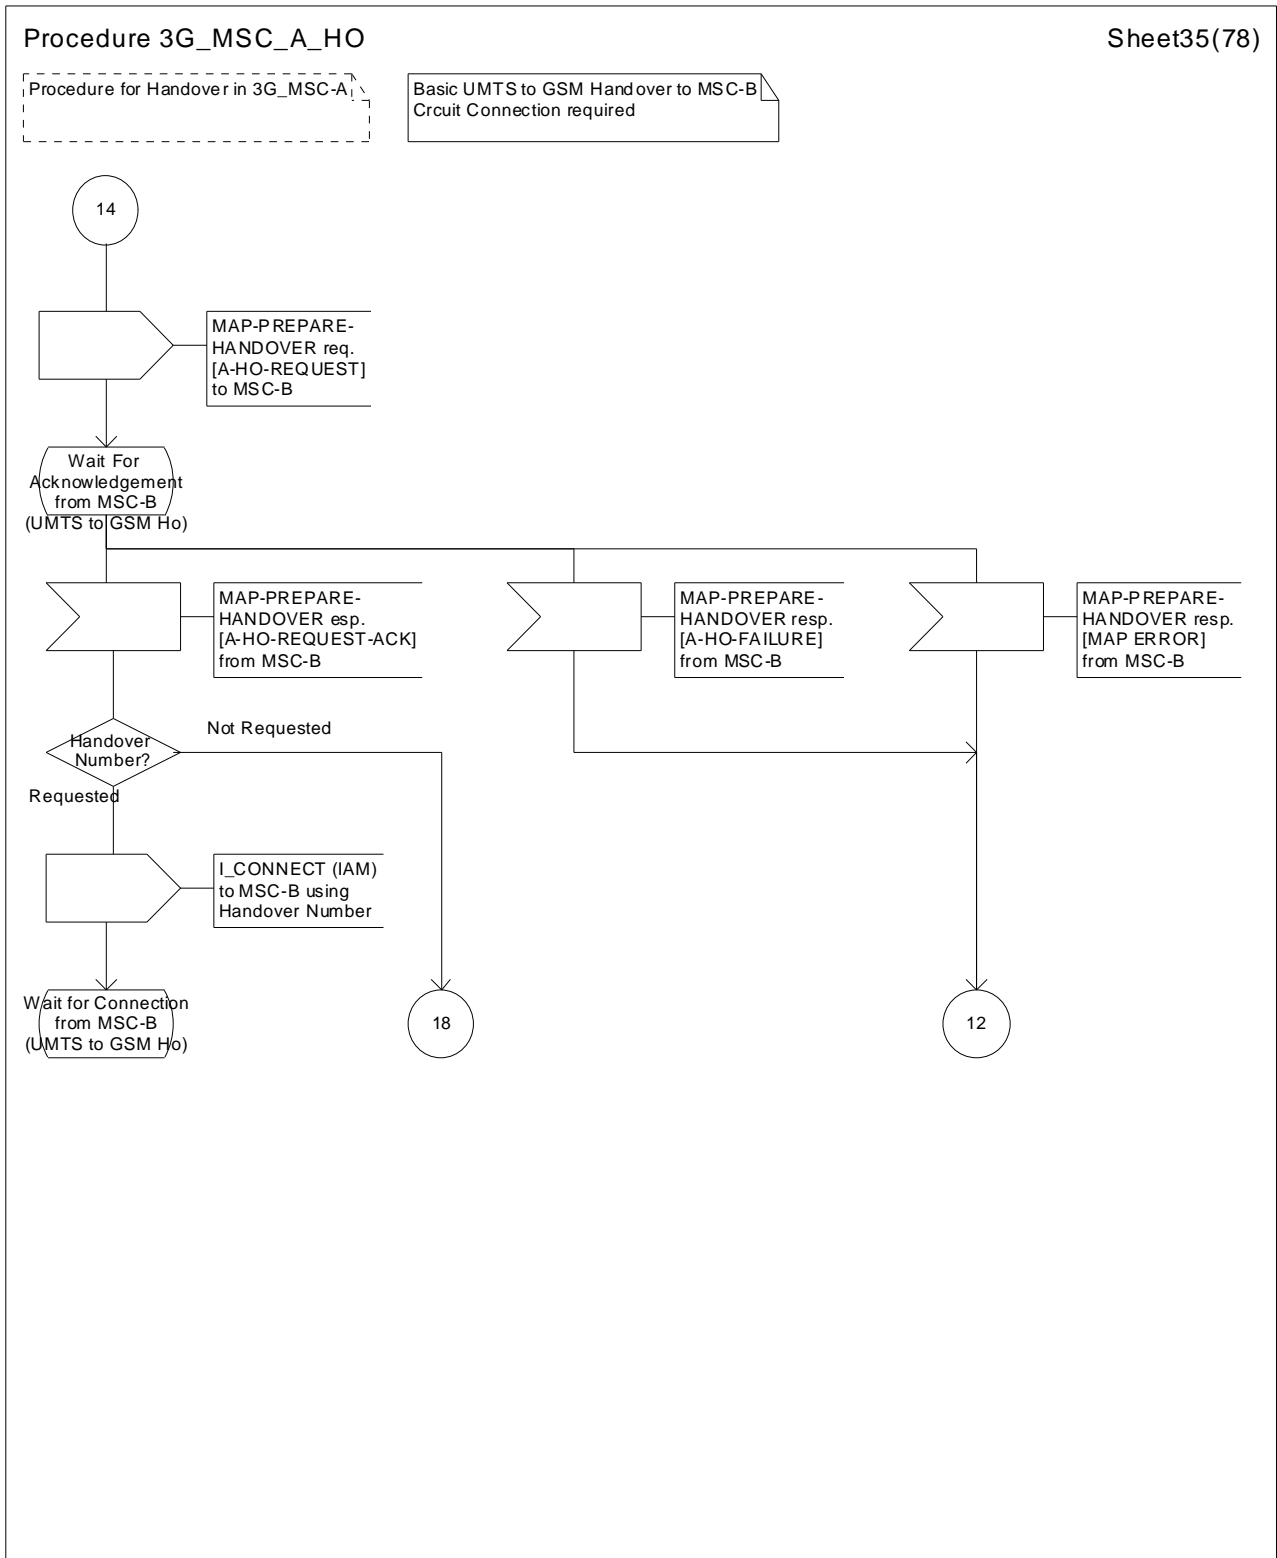 Procedure 3G_MSC_A_HO
Sheet35(78)
Procedure for Handover in 3G_MSC-A
Basic UMTS to GSM Handover to MSC-B
Crcuit Connection required
14
MAP-PREPARE-
HANDOVER req.
[A-HO-REQUEST]
to MSC-B
Wait For
Acknowledgement
from MSC-B
(UMTS to GSM Ho)
MAP-PREPARE-
HANDOVER esp.
[A-HO-REQUEST-ACK]
from MSC-B
MAP-PREPARE-
HANDOVER resp.
[A-HO-FAILURE]
from MSC-B
MAP-PREPARE-
HANDOVER resp.
[MAP ERROR]
from MSC-B
Not Requested
Handover
Number?
Requested
I_CONNECT (IAM)
to MSC-B using
Handover Number
Wait for Connection
from MSC-B
(UMTS to GSM Ho)
18
12